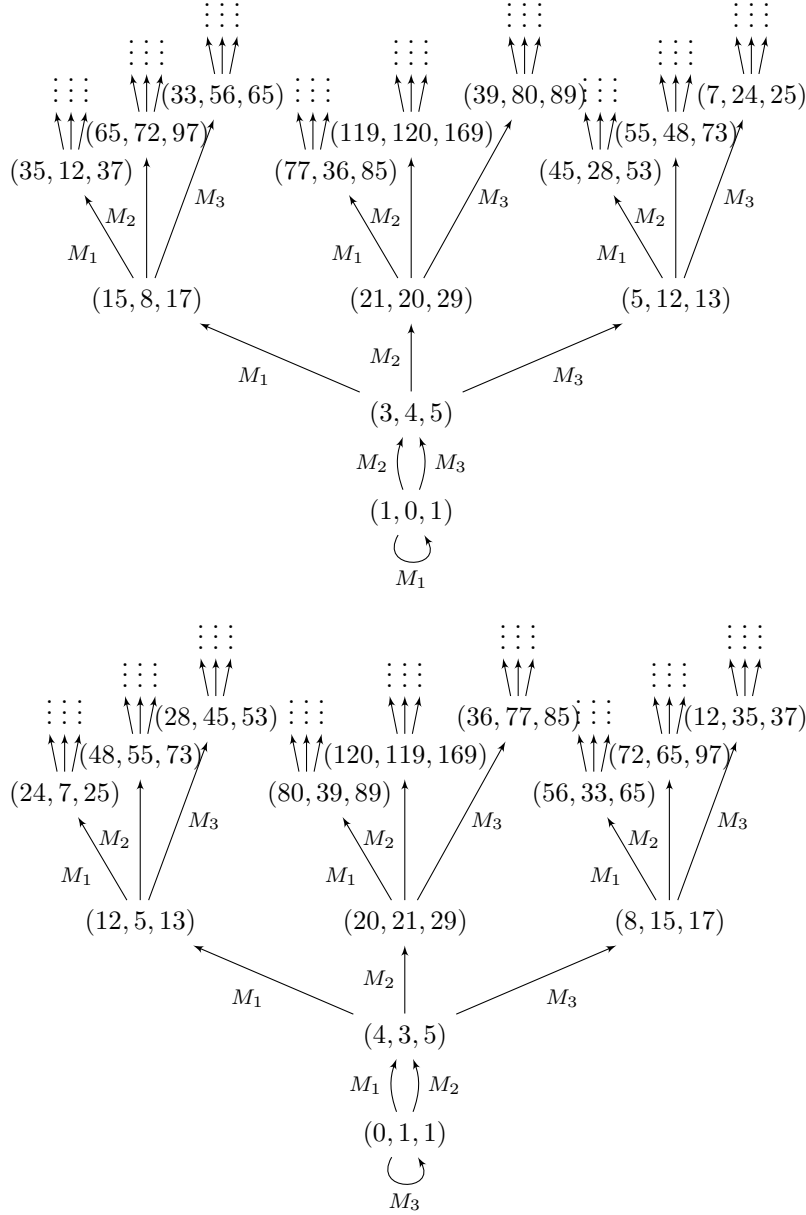 (33, 56, 65) (39, 80, 89) (7, 24, 25)
(65, 72, 97) (119, 120, 169) (55, 48, 73)
(35, 12, 37) (77, 36, 85) (45, 28, 53)
M3 M3 M3
M2 M2 M2
M1 M1 M1
(15, 8, 17) (21, 20, 29) (5, 12, 13)
M2
M1 M3
(3, 4, 5)
M2 M3
(1, 0, 1)
M1
(28, 45, 53) (36, 77, 85) (12, 35, 37)
(48, 55, 73) (120, 119, 169) (72, 65, 97)
(24, 7, 25) (80, 39, 89) (56, 33, 65)
M3 M3 M3
M2 M2 M2
M1 M1 M1
(12, 5, 13) (20, 21, 29) (8, 15, 17)
M2
M1 M3
(4, 3, 5)
M1 M2
(0, 1, 1)
M3